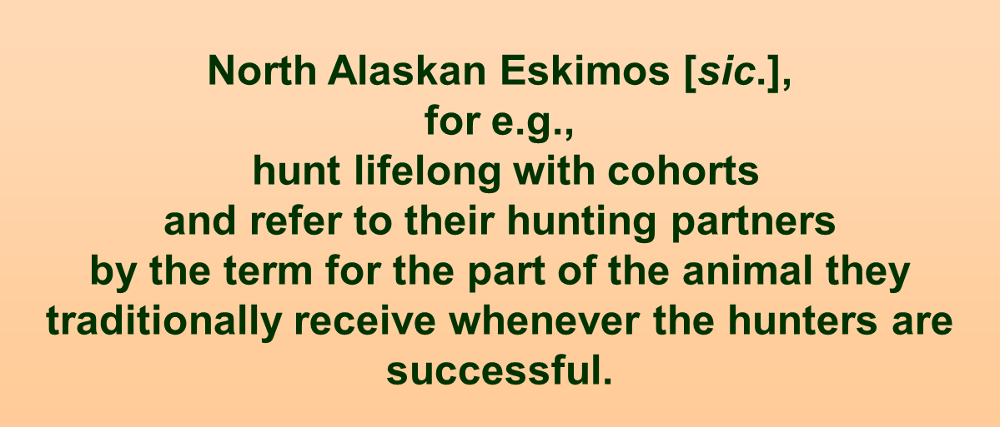 North Alaskan Eskimos [sic.],
for e.g.,
hunt lifelong with cohorts
and refer to their hunting partners
by the term for the part of the animal they
traditionally receive whenever the hunters are
successful.